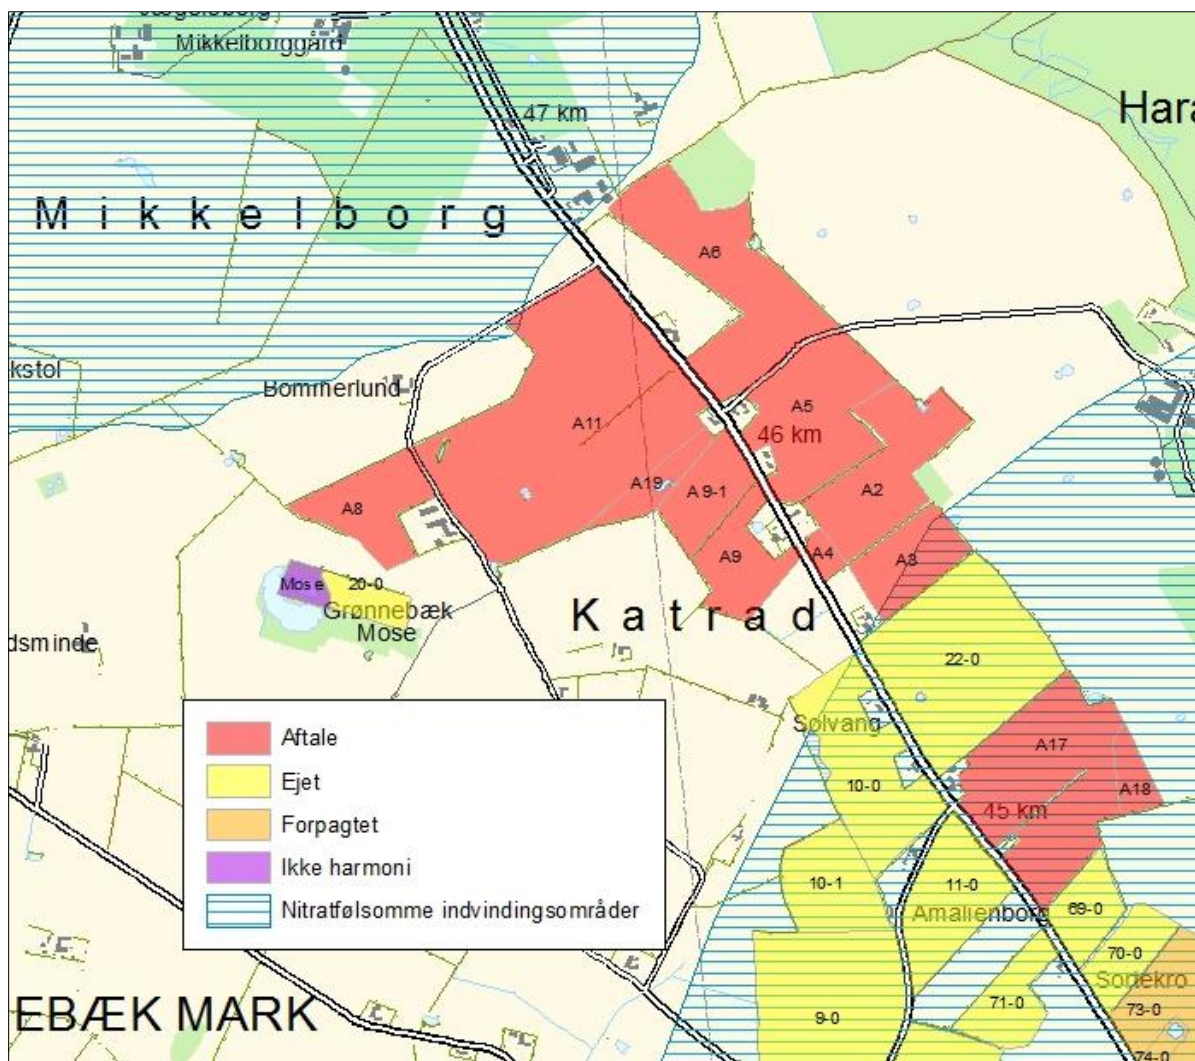 Mikkelborggård
47 km
Hara
Mikkelborg
A6
kstol
Bommerlund
A11
A5
46 km
A19
A 9-1
A2
A8
A9
A4
A3
Mose
20-0
Grønnebæk
Mose
Katrad
dsminde
22-0
Sølvang
A17
10-0
A18
45 km
Aftale
Ejet
Forpagtet
Ikke harmoni
Nitratfølsomme indvindingsområder
10-1
11-0
Amalienborg
69-0
70-0
Sortekro
71-0
73-0
9-0
EBÆK MARK
74-0